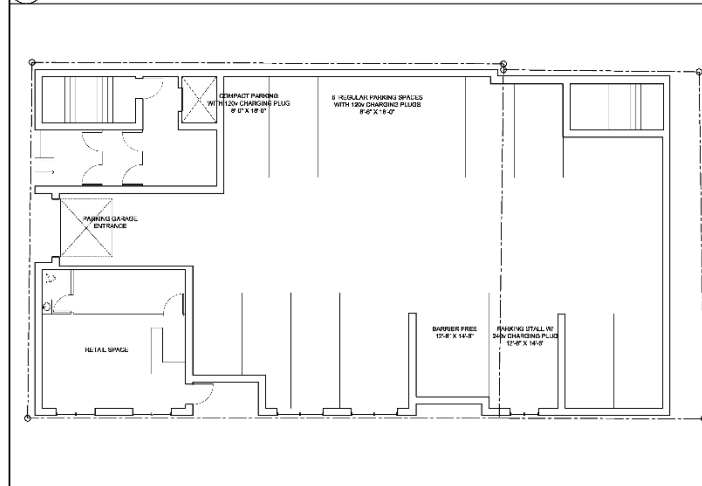 COMPACT PARKING
WITH 120v CHARGING PLUG
8'-0" X 18'-0"
6 REGULAR PARKING SPACES
WITH 120v CHARGING PLUGS
8'-6" X 18'-0"
PARKING GARAGE
ENTRANCE
RETAIL SPACE
BARRIER FREE
12'-6" X 14'-8"
PARKING STALL W/
240v CHARGING PLUG
12'-6" X 14'-8"